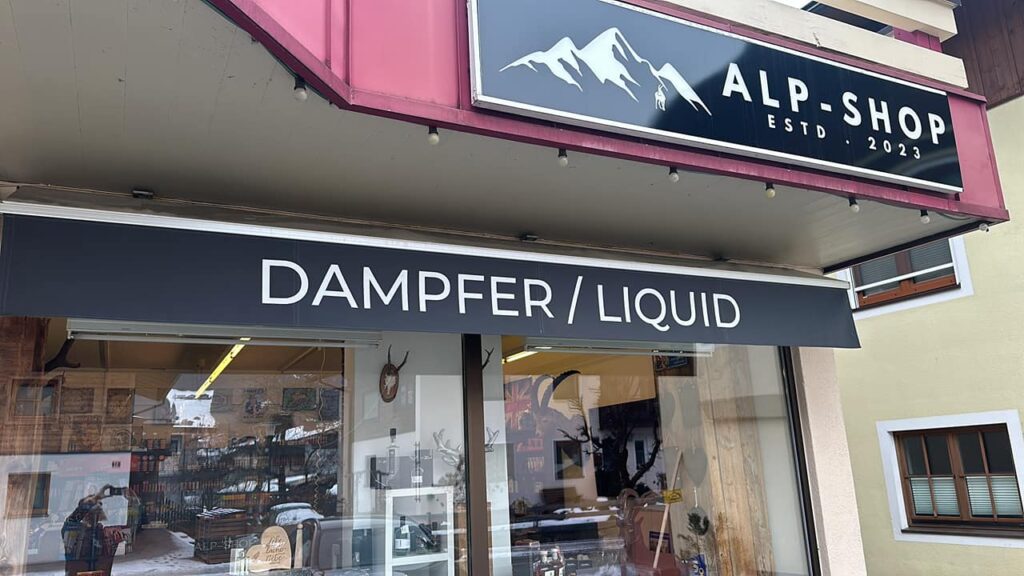 ALP-SHOP
ESTD . 2023
DAMPFER / LIQUID